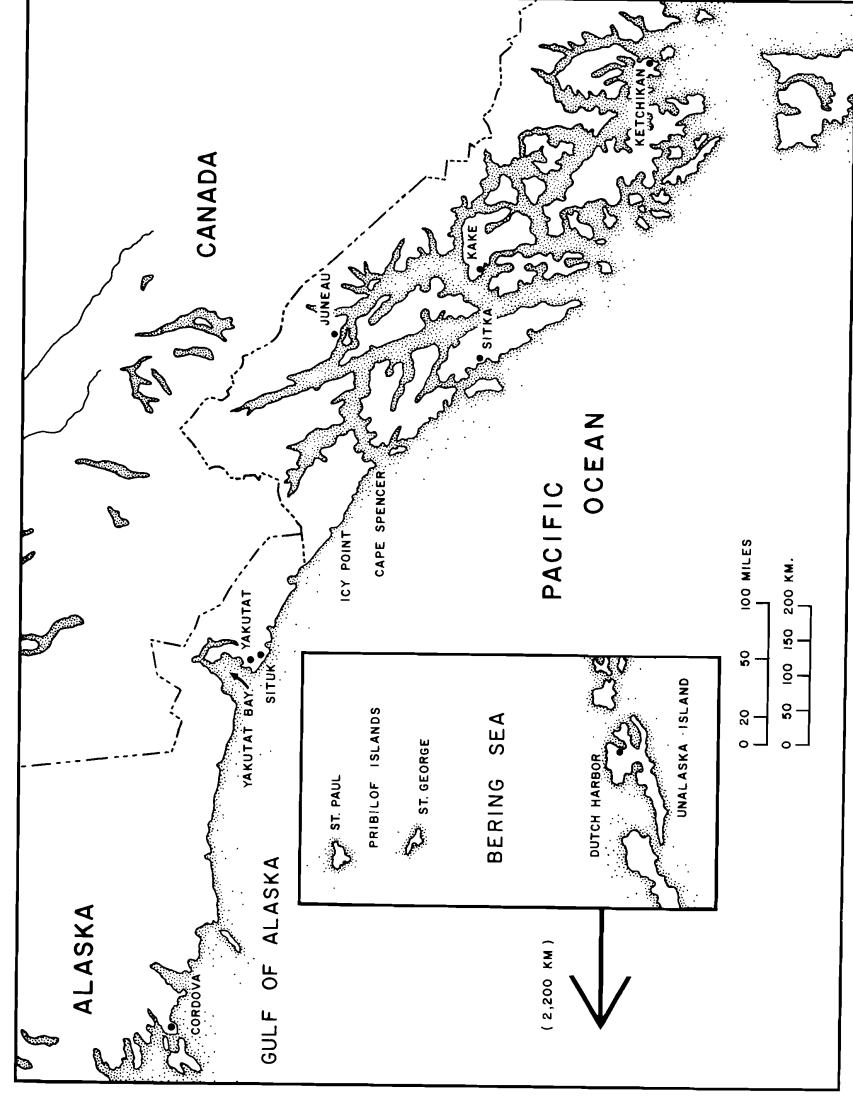 ALASKA
CANADA
CORDOVA
GULF OF ALASKA
YAKUTAT BAY
YAKUTAT
SITUK
ICY POINT
CAPE SPENCER
JUNEAU
SITKA
KAKE
KETCHIKAN
PACIFIC
OCEAN
(2,200 KM)
ST. PAUL
PRIBILOF ISLANDS
ST. GEORGE
BERING SEA
DUTCH HARBOR
UNALASKA ISLAND
0 20 50 100 MILES
0 50 100 150 200 KM.